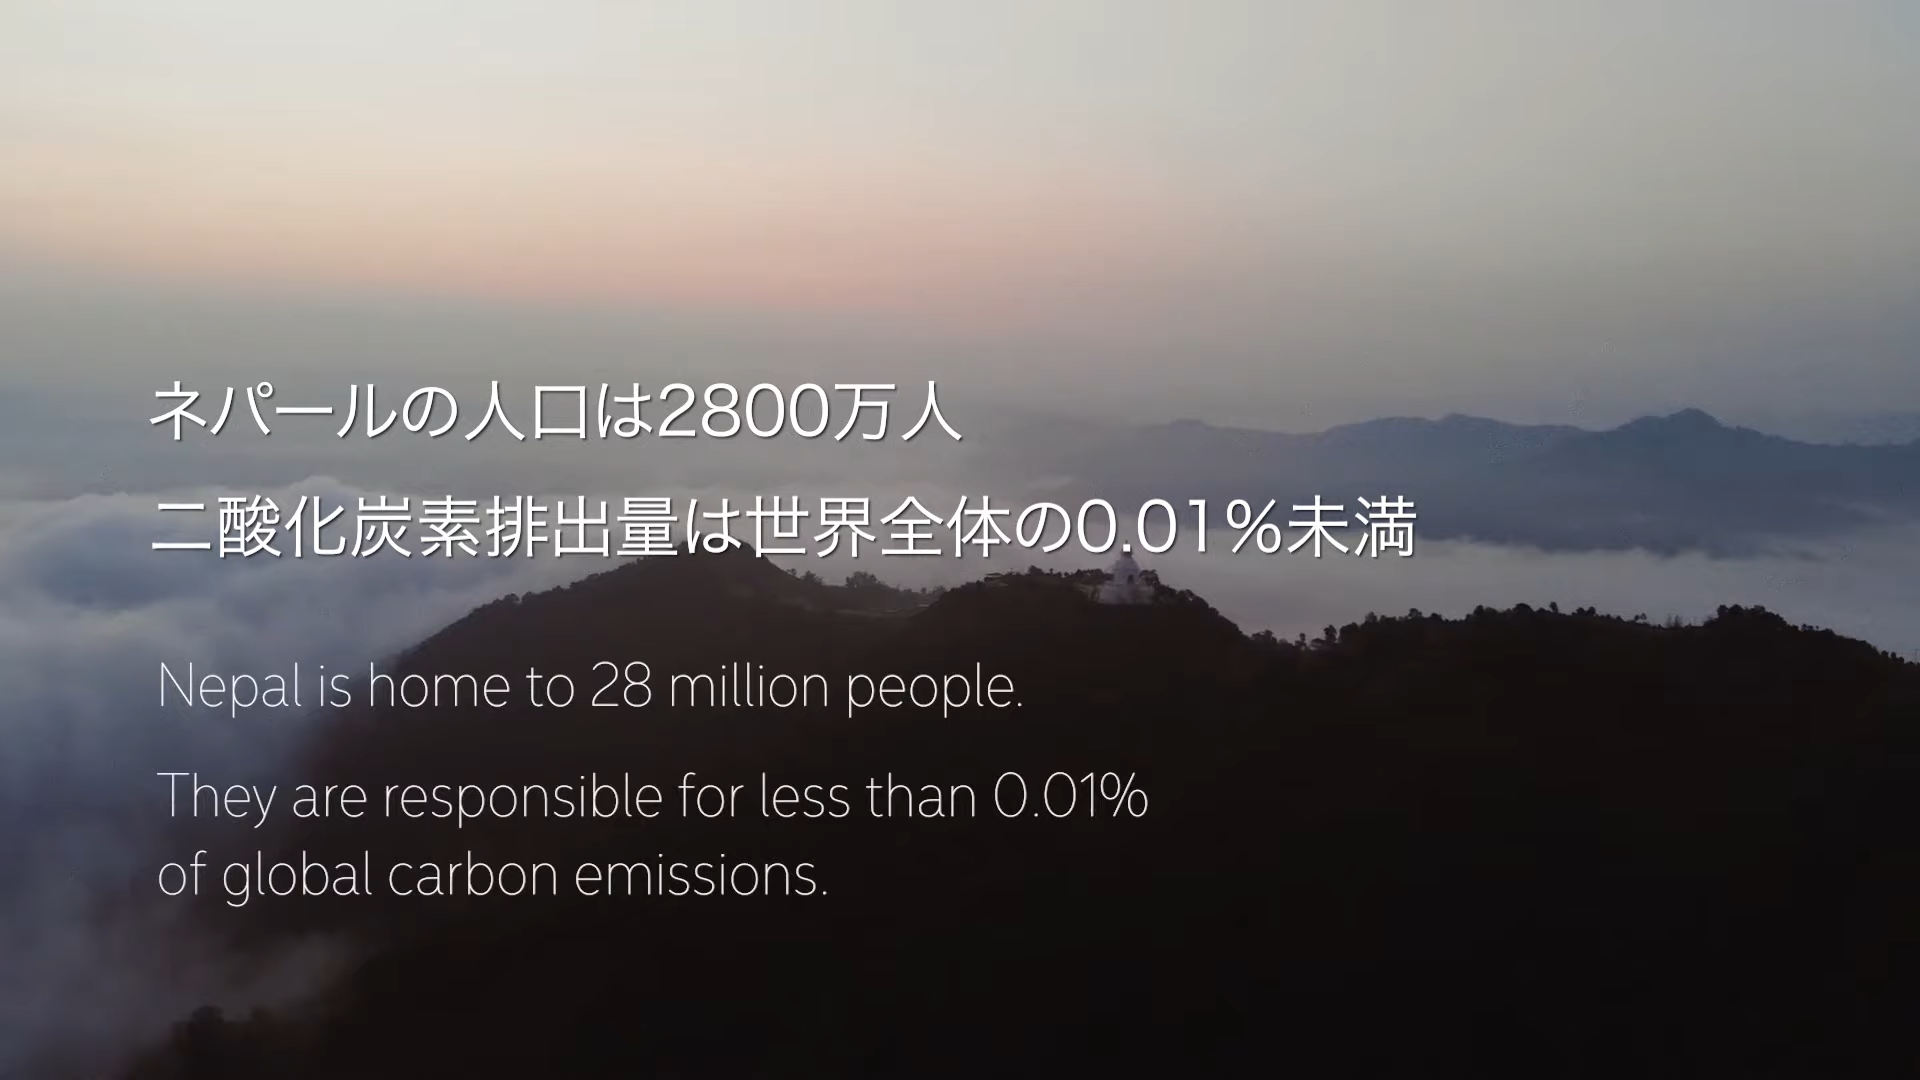 ネパールの人口は2800万人
二酸化炭素排出量は世界全体の0.01%未満
Nepal is home to 28 million people.
They are responsible for less than 0.01%
of global carbon emissions.